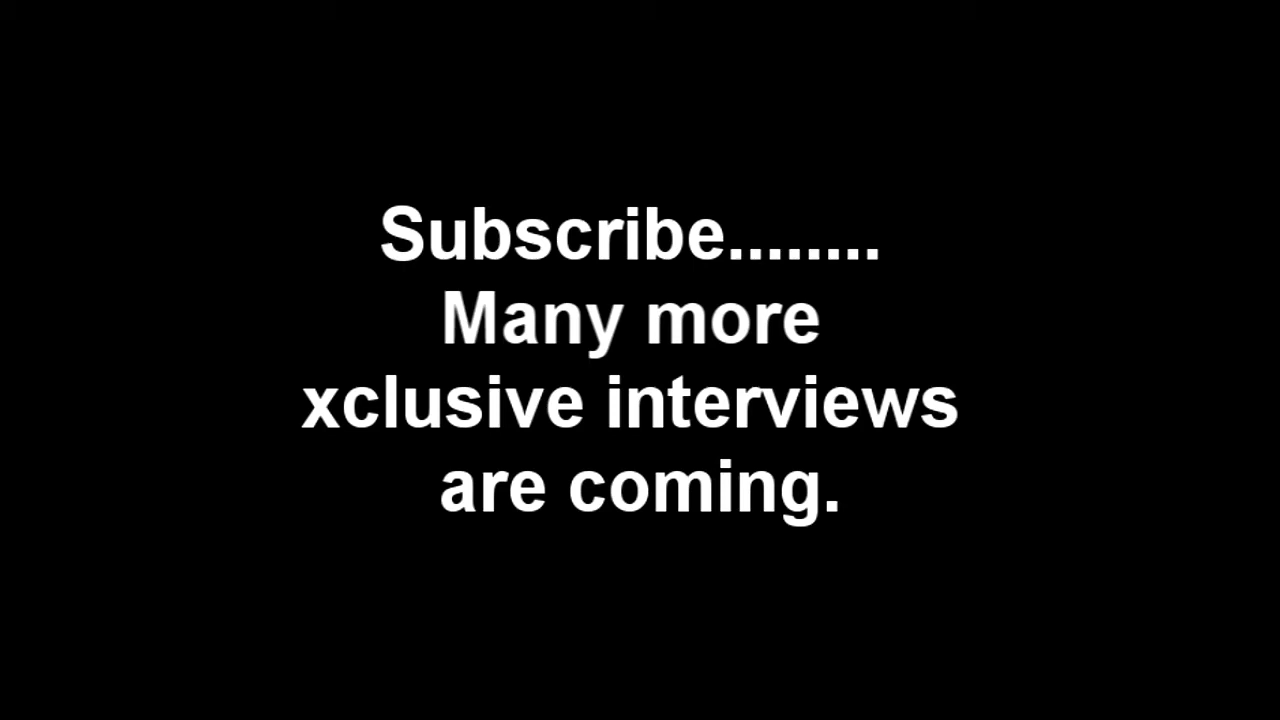 Subscribe........
Many more
xclusive interviews
are coming.